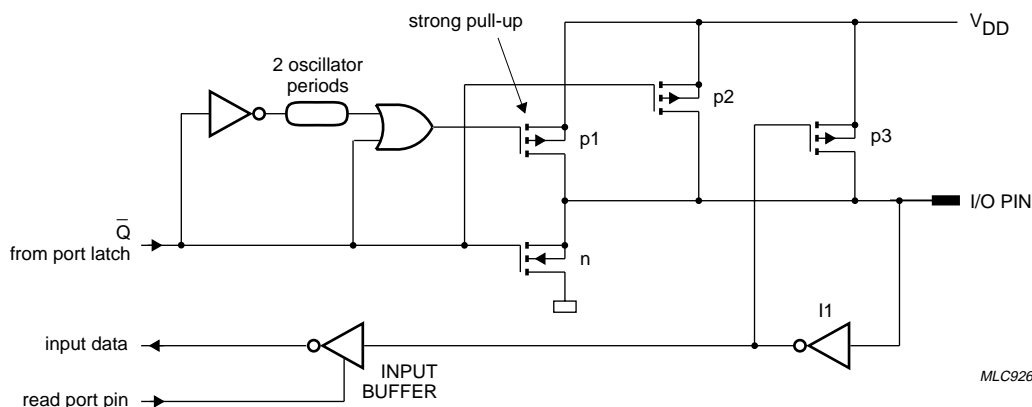 strong pull-up
VDD
2 oscillator
periods
p2
p1
p3
I/O PIN
Q̅
from port latch
n
I1
input data
INPUT
BUFFER
MLC926
read port pin